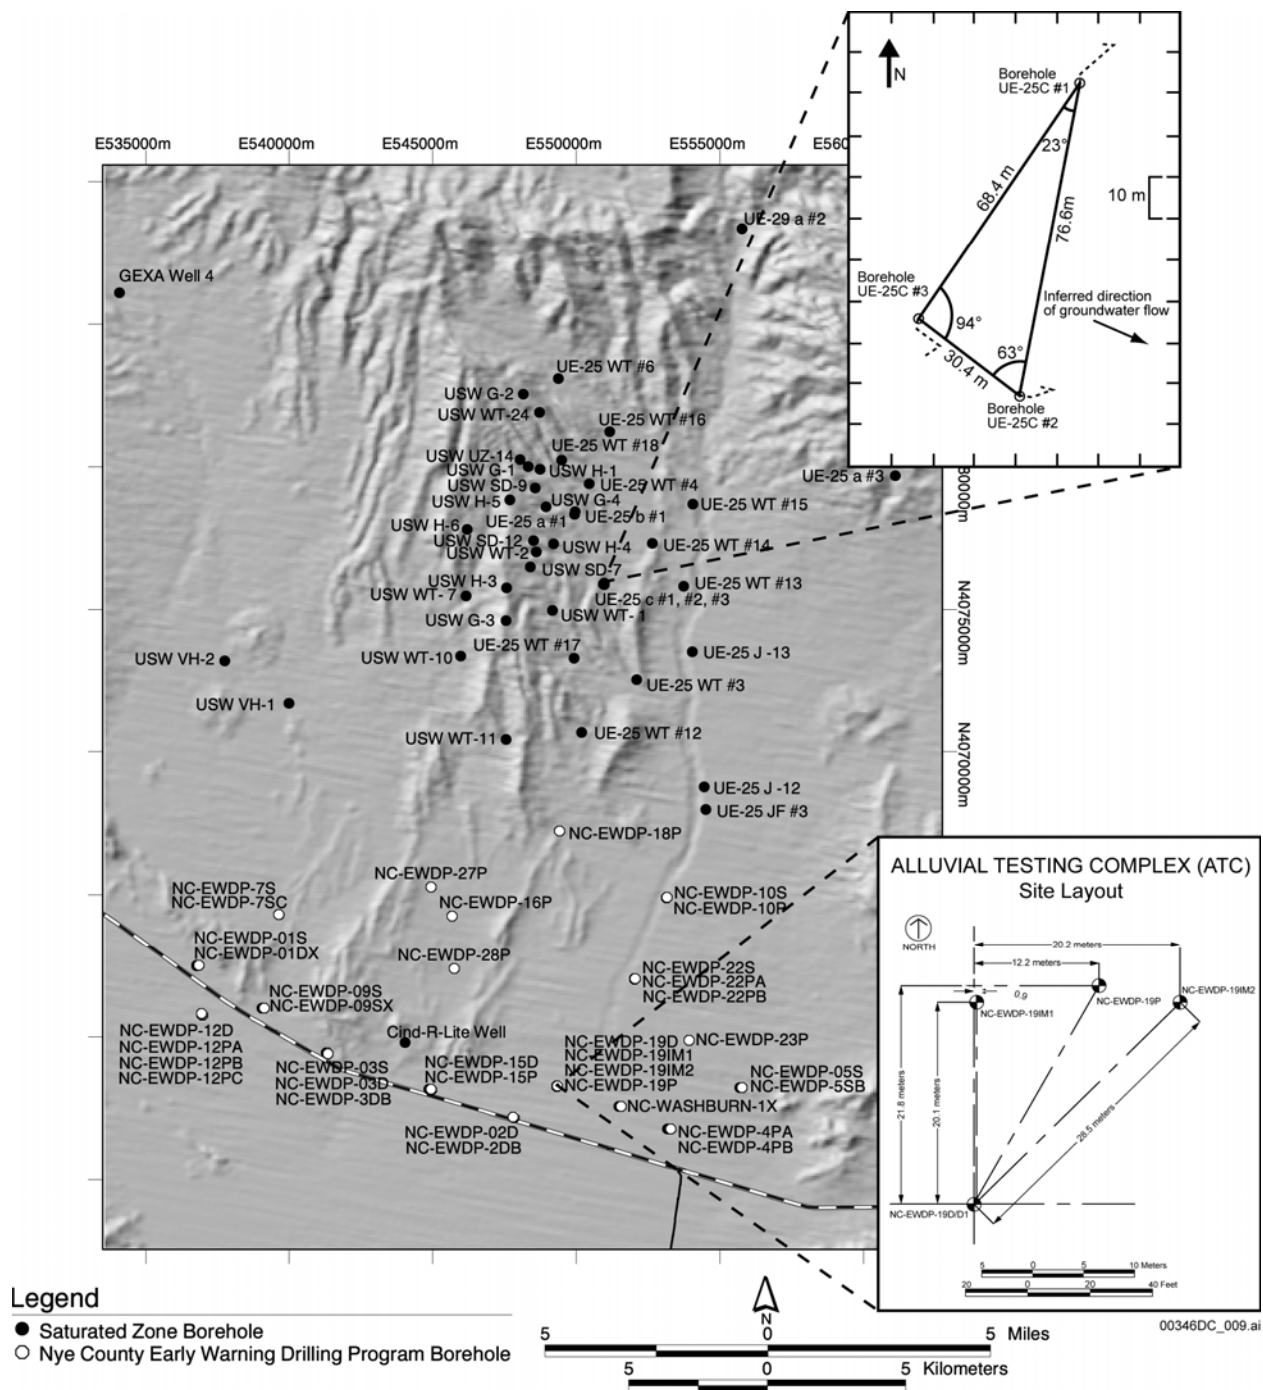 Borehole
UE-25C #1
N
23°
68.4 m
76.6m
10 m
Borehole
UE-25C #3
94°
63°
30.4 m
Inferred direction
of groundwater flow
Borehole
UE-25C #2
E535000m
E540000m
E545000m
E550000m
E555000m
E560
UE-29 a #2
GEXA Well 4
UE-25 WT #6
USW G-2
USW WT-24
UE-25 WT #16
UE-25 WT #18
USW UZ-14
USW G-1
USW H-1
UE-25 a #3
USW SD-9
UE-25 WT #4
USW H-5
USW G-4
UE-25 WT #15
80000m
UE-25 a #1
UE-25 b #1
USW H-6
USW SD-12
USW H-4
UE-25 WT #14
USW WT-2
USW SD-7
USW H-3
UE-25 WT #13
USW WT- 7
UE-25 c #1, #2, #3
N4075000m
USW G-3
USW WT- 1
UE-25 WT #17
USW VH-2
USW WT-10
UE-25 J -13
UE-25 WT #3
USW VH-1
USW WT-11
UE-25 WT #12
N4070000m
UE-25 J -12
UE-25 JF #3
NC-EWDP-18P
NC-EWDP-27P
NC-EWDP-7S
NC-EWDP-7SC
NC-EWDP-16P
NC-EWDP-10S
NC-EWDP-10P
NC-EWDP-01S
NC-EWDP-01DX
NC-EWDP-28P
NC-EWDP-22S
NC-EWDP-22PA
NC-EWDP-22PB
NC-EWDP-09S
NC-EWDP-09SX
NC-EWDP-12D
NC-EWDP-12PA
NC-EWDP-12PB
NC-EWDP-12PC
Cind-R-Lite Well
NC-EWDP-19D
NC-EWDP-19IM1
NC-EWDP-19IM2
NC-EWDP-19P
NC-EWDP-23P
NC-EWDP-03S
NC-EWDP-03D
NC-EWDP-3DB
NC-EWDP-15D
NC-EWDP-15P
NC-EWDP-05S
NC-EWDP-5SB
NC-WASHBURN-1X
NC-EWDP-02D
NC-EWDP-2DB
NC-EWDP-4PA
NC-EWDP-4PB
ALLUVIAL TESTING COMPLEX (ATC)
Site Layout
NORTH
20.2 meters
12.2 meters
0.9
NC-EWDP-19P
NC-EWDP-19IM2
NC-EWDP-19IM1
21.8 meters
20.1 meters
28.5 meters
NC-EWDP-19D/D1
5 0 5 10 Meters
20 0 20 40 Feet
00346DC_009.ai
Legend
Saturated Zone Borehole
Nye County Early Warning Drilling Program Borehole
N
5 0 5 Miles
5 0 5 Kilometers